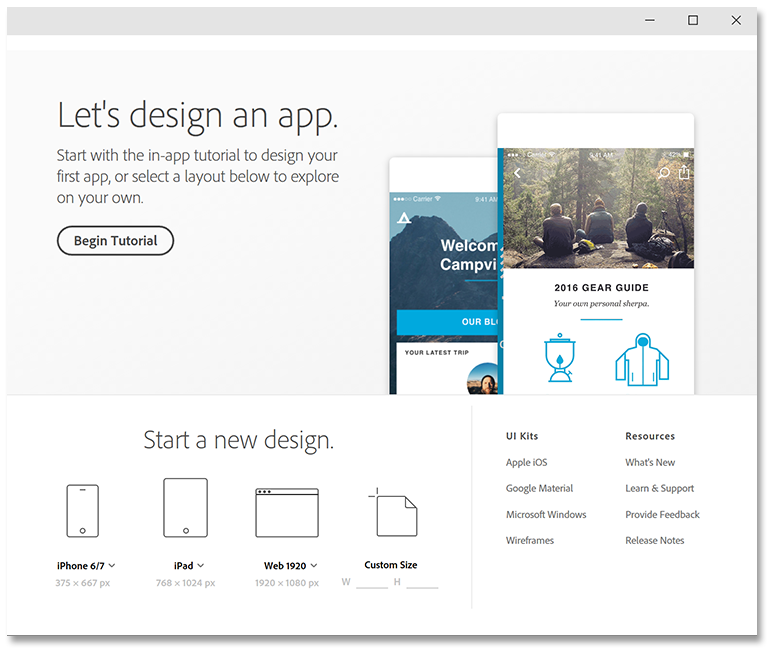 Let's design an app.
Start with the in-app tutorial to design your
first app, or select a layout below to explore
on your own.
Begin Tutorial
Carrier
9:41 AM
Welcom
Campvi
OUR BLO
YOUR LATEST TRIP
Carrier 9:41 AM 42%
2016 GEAR GUIDE
Your own personal sherpa.
Start a new design.
iPhone 6/7
375 × 667 px
iPad
768 × 1024 px
Web 1920
1920 × 1080 px
Custom Size
W H
UI Kits
Apple iOS
Google Material
Microsoft Windows
Wireframes
Resources
What's New
Learn & Support
Provide Feedback
Release Notes